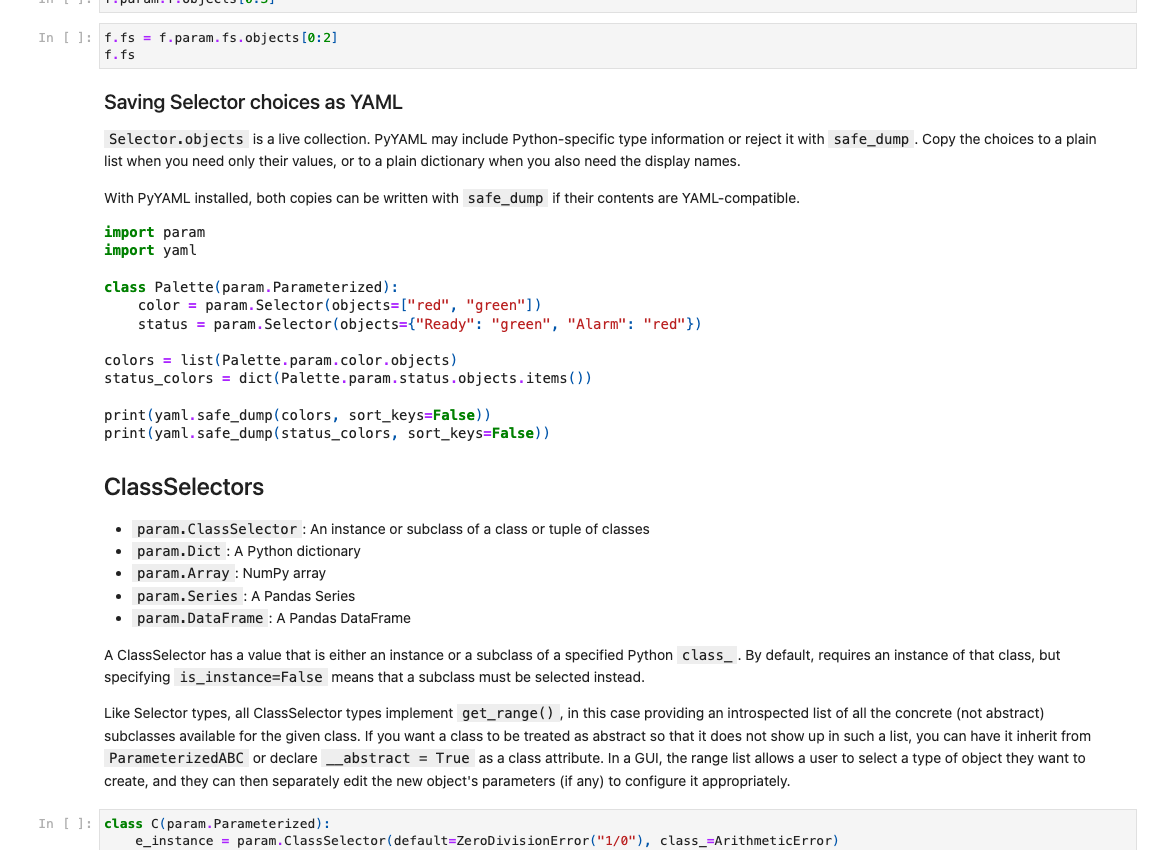 In [ ]: f.param.f.objects[0:3]
In [ ]: f.fs = f.param.fs.objects[0:2]
f.fs
Saving Selector choices as YAML
Selector.objects is a live collection. PyYAML may include Python-specific type information or reject it with safe_dump. Copy the choices to a plain
list when you need only their values, or to a plain dictionary when you also need the display names.
With PyYAML installed, both copies can be written with safe_dump if their contents are YAML-compatible.
import param
import yaml
class Palette(param.Parameterized):
    color = param.Selector(objects=["red", "green"])
    status = param.Selector(objects={"Ready": "green", "Alarm": "red"})
colors = list(Palette.param.color.objects)
status_colors = dict(Palette.param.status.objects.items())
print(yaml.safe_dump(colors, sort_keys=False))
print(yaml.safe_dump(status_colors, sort_keys=False))
ClassSelectors
• param.ClassSelector: An instance or subclass of a class or tuple of classes
• param.Dict: A Python dictionary
• param.Array: NumPy array
• param.Series: A Pandas Series
• param.DataFrame: A Pandas DataFrame
A ClassSelector has a value that is either an instance or a subclass of a specified Python class_. By default, requires an instance of that class, but
specifying is_instance=False means that a subclass must be selected instead.
Like Selector types, all ClassSelector types implement get_range(), in this case providing an introspected list of all the concrete (not abstract)
subclasses available for the given class. If you want a class to be treated as abstract so that it does not show up in such a list, you can have it inherit from
ParameterizedABC or declare __abstract = True as a class attribute. In a GUI, the range list allows a user to select a type of object they want to
create, and they can then separately edit the new object's parameters (if any) to configure it appropriately.
In [ ]: class C(param.Parameterized):
    e_instance = param.ClassSelector(default=ZeroDivisionError("1/0"), class_=ArithmeticError)